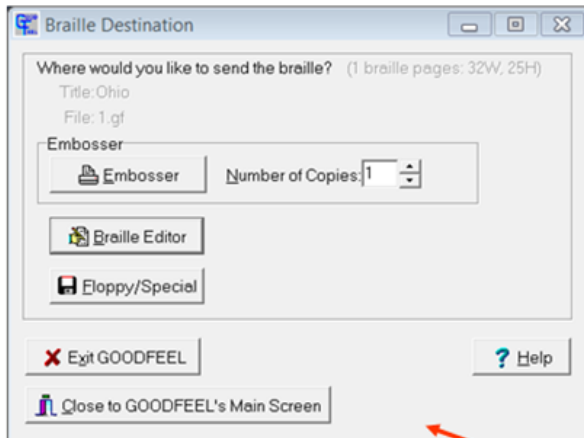 Braille Destination
Where would you like to send the braille? (1 braille pages: 32W, 25H)
Title:Ohio
File: 1.gf
Embosser
Embosser Number of Copies: 1
Braille Editor
Floppy/Special
Exit GOODFEEL Help
Close to GOODFEEL's Main Screen